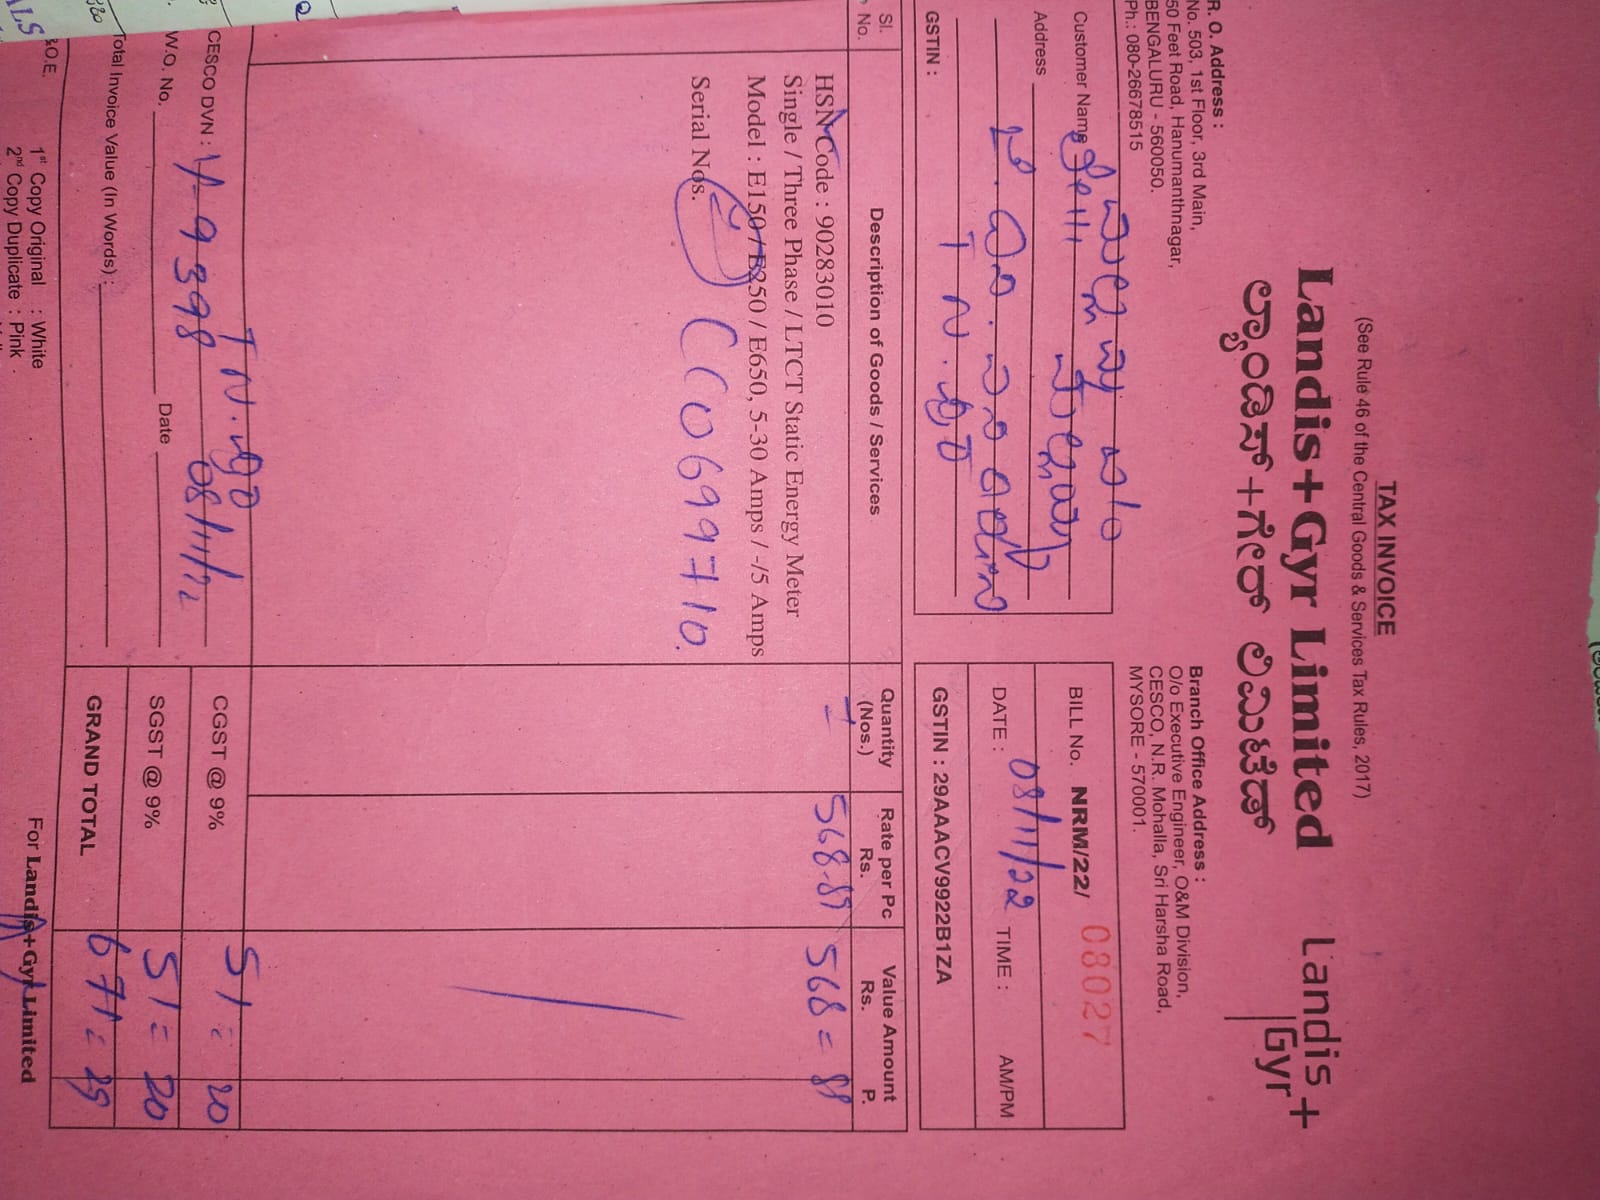 TAX INVOICE
(See Rule 46 of the Central Goods & Services Tax Rules, 2017)
Landis+Gyr Limited
Landis+
Gyr
ಲ್ಯಾಂಡಿಸ್+ಗೇರ್ ಲಿಮಿಟೆಡ್
R. O. Address :
No. 503, 1st Floor, 3rd Main,
50 Feet Road, Hanumanthnagar,
BENGALURU - 560050.
Ph.: 080-26678515
Branch Office Address :
O/o Executive Engineer, O&M Division,
CESCO, N.R. Mohalla, Sri Harsha Road,
MYSORE - 570001.
Customer Name
Address
GSTIN :
BILL No. NRM/22/ 08027
DATE : 08/11/22 TIME : AM/PM
GSTIN : 29AAACV9922B1ZA
Sl. No. Description of Goods / Services Quantity (Nos.) Rate per Pc Rs. Value Amount Rs. P.
HSN Code : 90283010 1 568.89 568 = 89
Single / Three Phase / LTCT Static Energy Meter
Model : E150 / E250 / E650, 5-30 Amps / -/5 Amps
Serial Nos.
CC0699710.
CESCO DVN : 08/11/22
W.O. No. Date
Total Invoice Value (In Words) :
CGST @ 9% 51 = 20
SGST @ 9% 51 = 20
GRAND TOTAL 671 = 29
&O.E.
1st Copy Original : White
2nd Copy Duplicate : Pink
For Landis+Gyr Limited